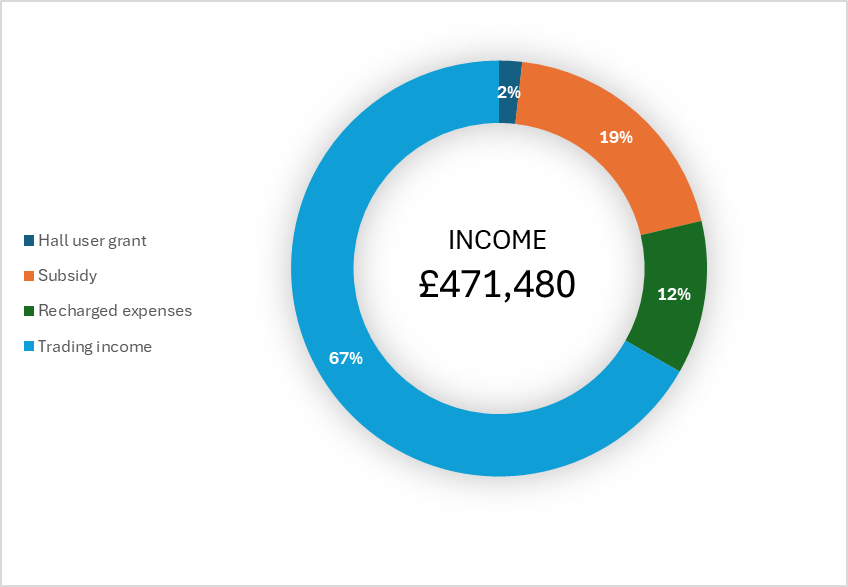 2%
19%
INCOME
Hall user grant
£471,480
Subsidy
12%
Recharged expenses
Trading income
67%